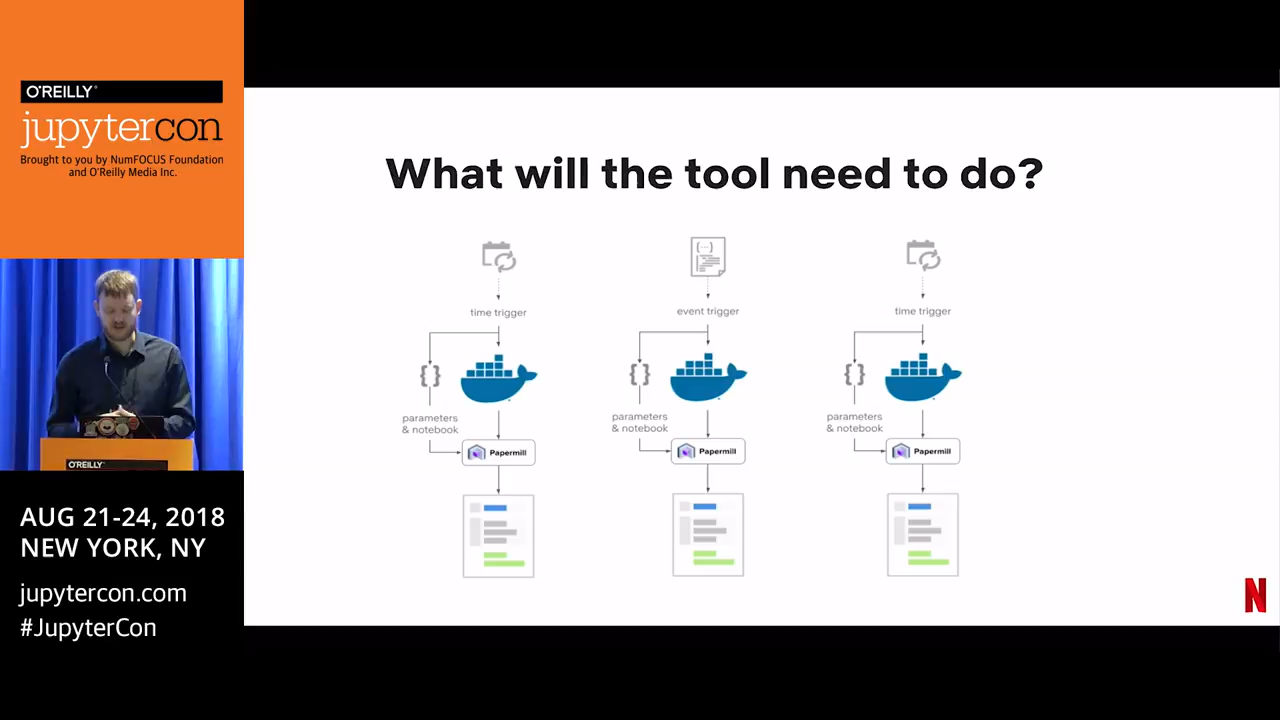 O'REILLY®
jupytercon
Brought to you by NumFOCUS Foundation
and O'Reilly Media Inc.
O'REILLY
AUG 21-24, 2018
NEW YORK, NY
jupytercon.com
#JupyterCon
What will the tool need to do?
time trigger
{ }
parameters
& notebook
Papermill
{...}
event trigger
{ }
parameters
& notebook
Papermill
time trigger
{ }
parameters
& notebook
Papermill
N